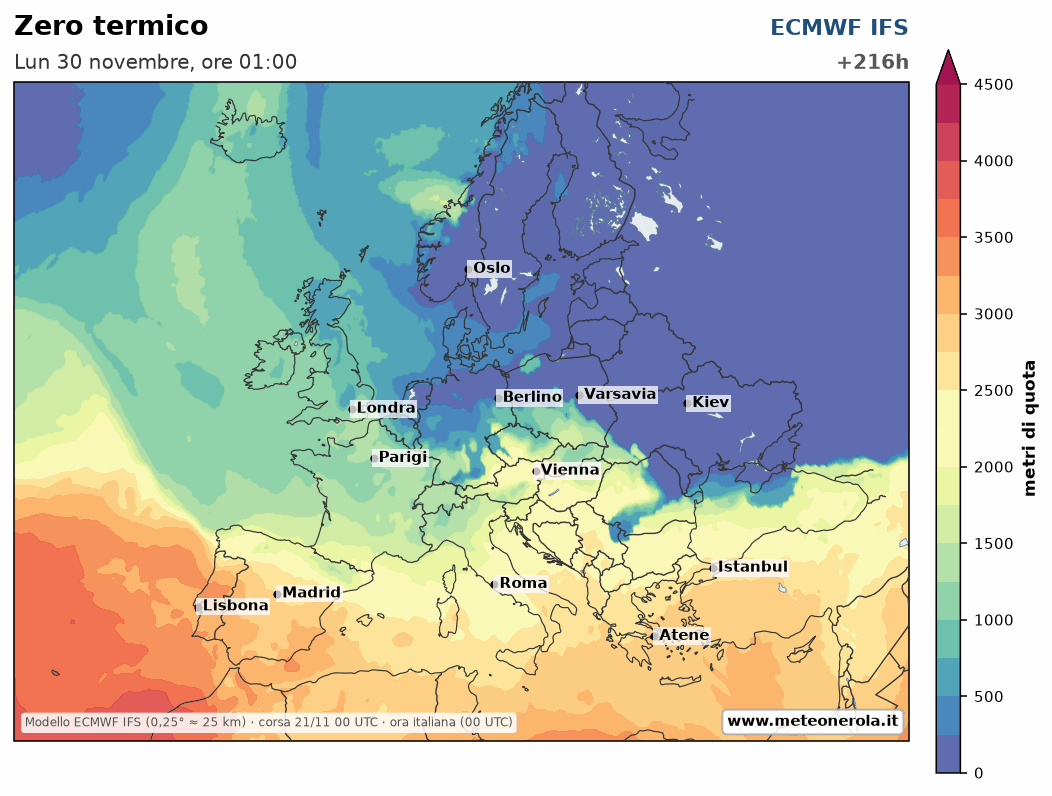 Zero termico
ECMWF IFS
Lun 30 novembre, ore 01:00
+216h
4500
4000
3500
3000
2500
2000
1500
1000
500
0
metri di quota
Oslo
Londra
Berlino
Varsavia
Kiev
Parigi
Vienna
Istanbul
Roma
Madrid
Lisbona
Atene
Modello ECMWF IFS (0,25° ≈ 25 km) · corsa 21/11 00 UTC · ora italiana (00 UTC)
www.meteonerola.it